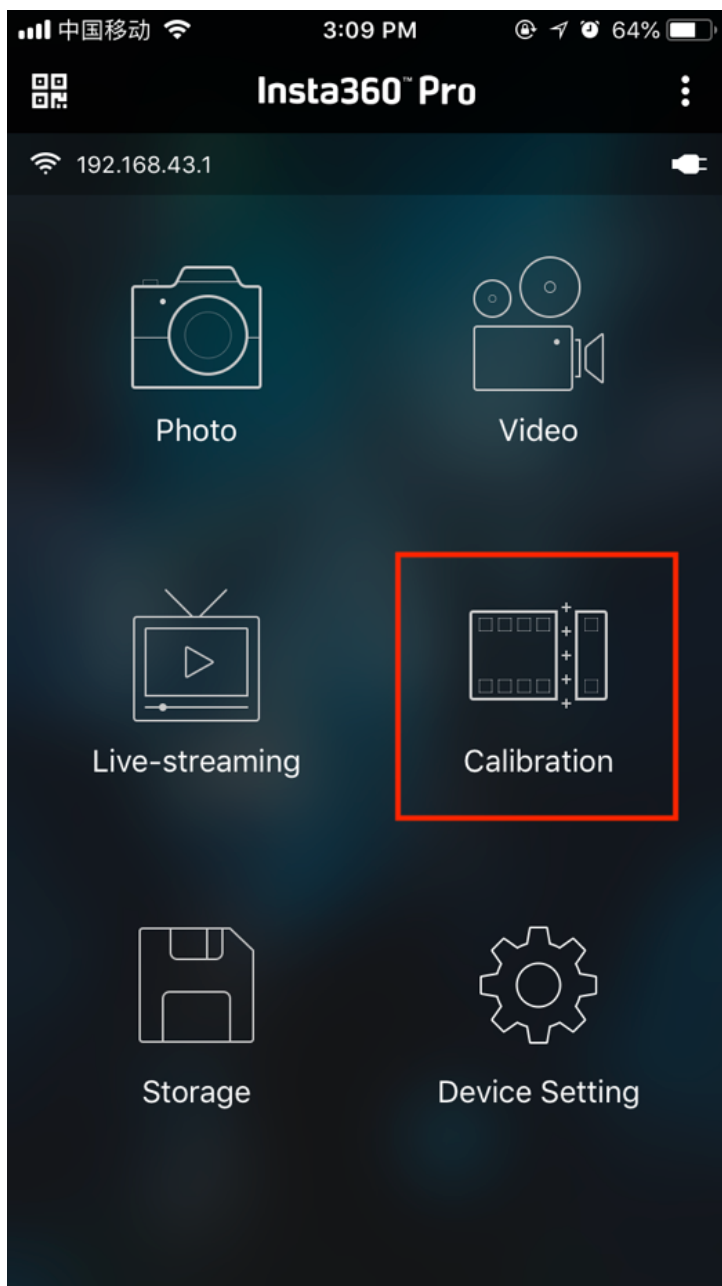 中国移动 3:09 PM 64%
Insta360™ Pro
192.168.43.1
Photo Video
Live-streaming Calibration
Storage Device Setting